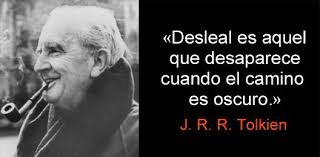 «Desleal es aquel
que desaparece
cuando el camino
es oscuro.»
J. R. R. Tolkien